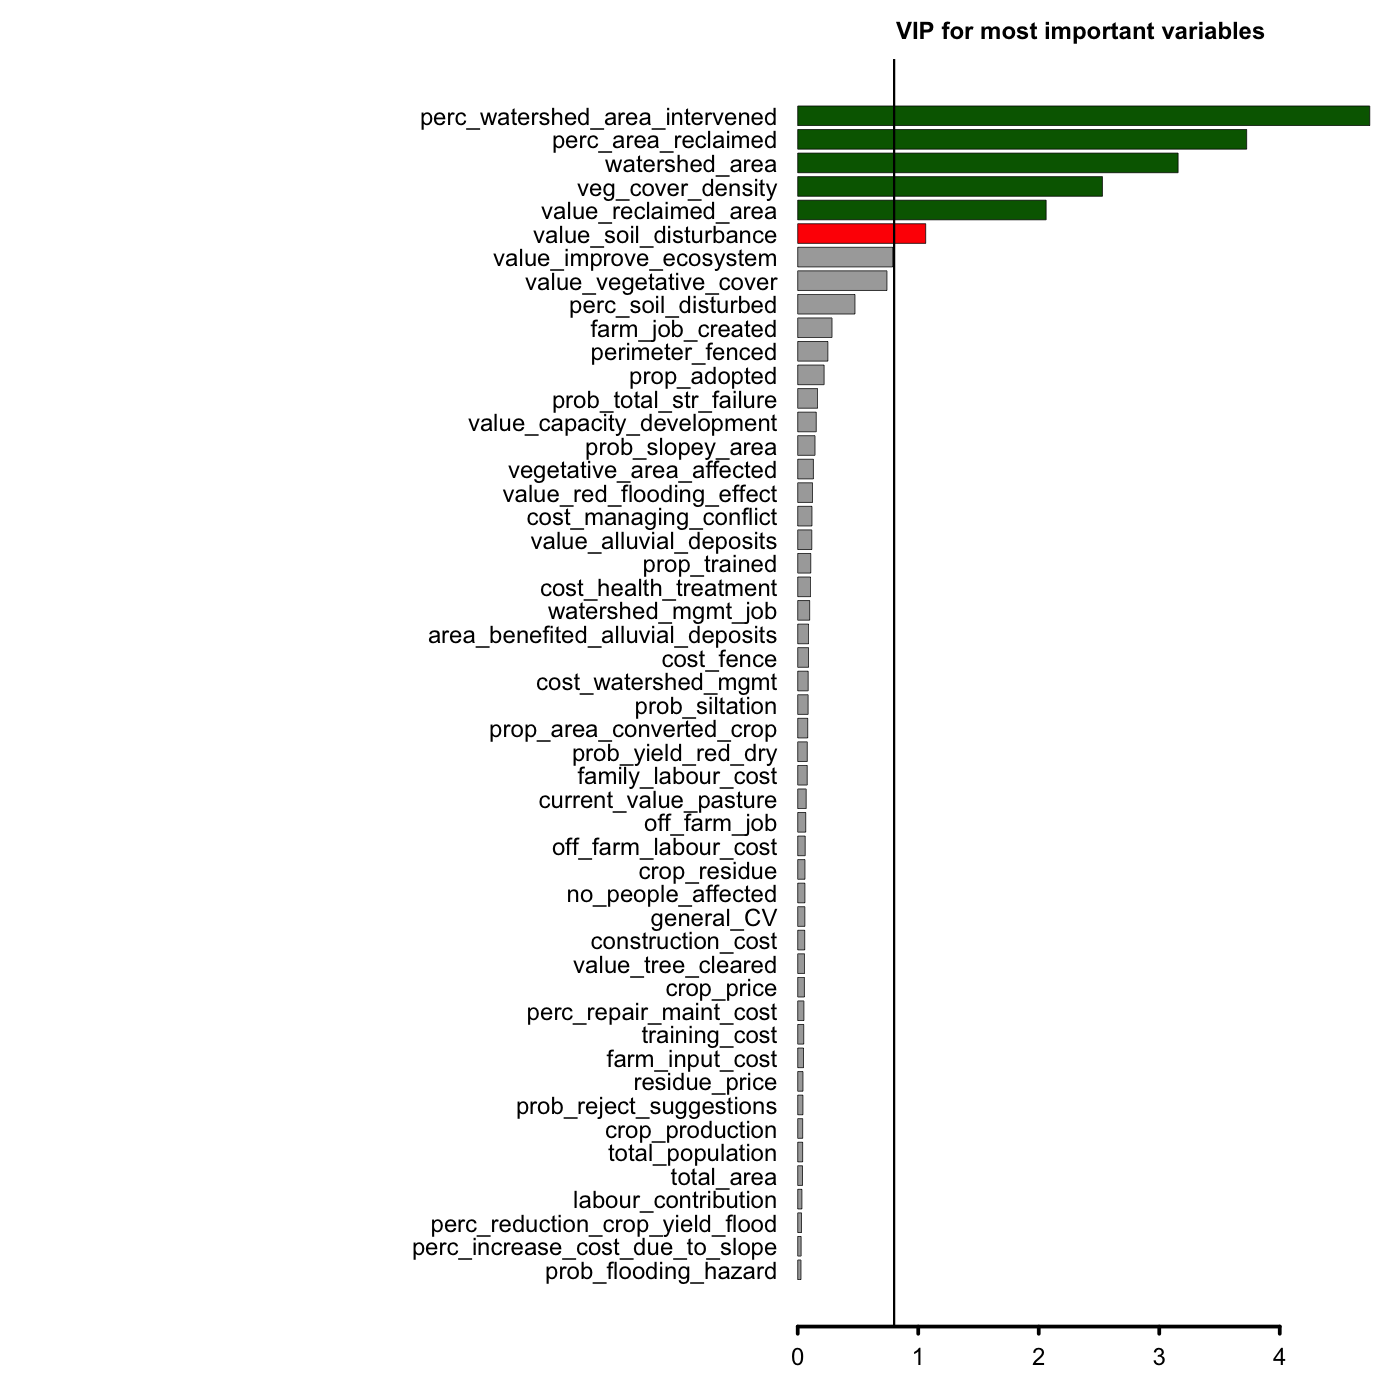 VIP for most important variables
perc_watershed_area_intervened
perc_area_reclaimed
watershed_area
veg_cover_density
value_reclaimed_area
value_soil_disturbance
value_improve_ecosystem
value_vegetative_cover
perc_soil_disturbed
farm_job_created
perimeter_fenced
prop_adopted
prob_total_str_failure
value_capacity_development
prob_slopey_area
vegetative_area_affected
value_red_flooding_effect
cost_managing_conflict
value_alluvial_deposits
prop_trained
cost_health_treatment
watershed_mgmt_job
area_benefited_alluvial_deposits
cost_fence
cost_watershed_mgmt
prob_siltation
prop_area_converted_crop
prob_yield_red_dry
family_labour_cost
current_value_pasture
off_farm_job
off_farm_labour_cost
crop_residue
no_people_affected
general_CV
construction_cost
value_tree_cleared
crop_price
perc_repair_maint_cost
training_cost
farm_input_cost
residue_price
prob_reject_suggestions
crop_production
total_population
total_area
labour_contribution
perc_reduction_crop_yield_flood
perc_increase_cost_due_to_slope
prob_flooding_hazard
0 1 2 3 4